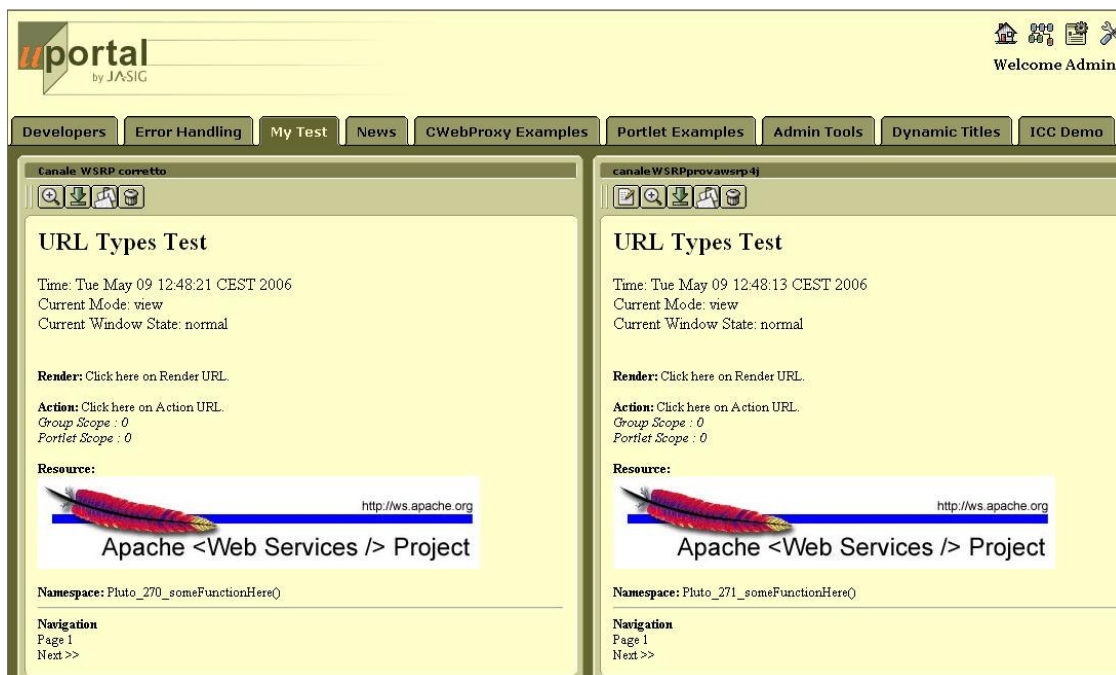 uportal
by JA-SIG
Welcome Admin
Developers Error Handling My Test News CWebProxy Examples Portlet Examples Admin Tools Dynamic Titles ICC Demo
Canale WSRP corretto
URL Types Test
Time: Tue May 09 12:48:21 CEST 2006
Current Mode: view
Current Window State: normal
Render: Click here on Render URL.
Action: Click here on Action URL.
Group Scope : 0
Portlet Scope : 0
Resource:
http://ws.apache.org
Apache <Web Services /> Project
Namespace: Pluto_270_someFunctionHere()
Navigation
Page 1
Next >>
canaleWSRPprovawsrp4j
URL Types Test
Time: Tue May 09 12:48:13 CEST 2006
Current Mode: view
Current Window State: normal
Render: Click here on Render URL.
Action: Click here on Action URL.
Group Scope : 0
Portlet Scope : 0
Resource:
http://ws.apache.org
Apache <Web Services /> Project
Namespace: Pluto_271_someFunctionHere()
Navigation
Page 1
Next >>